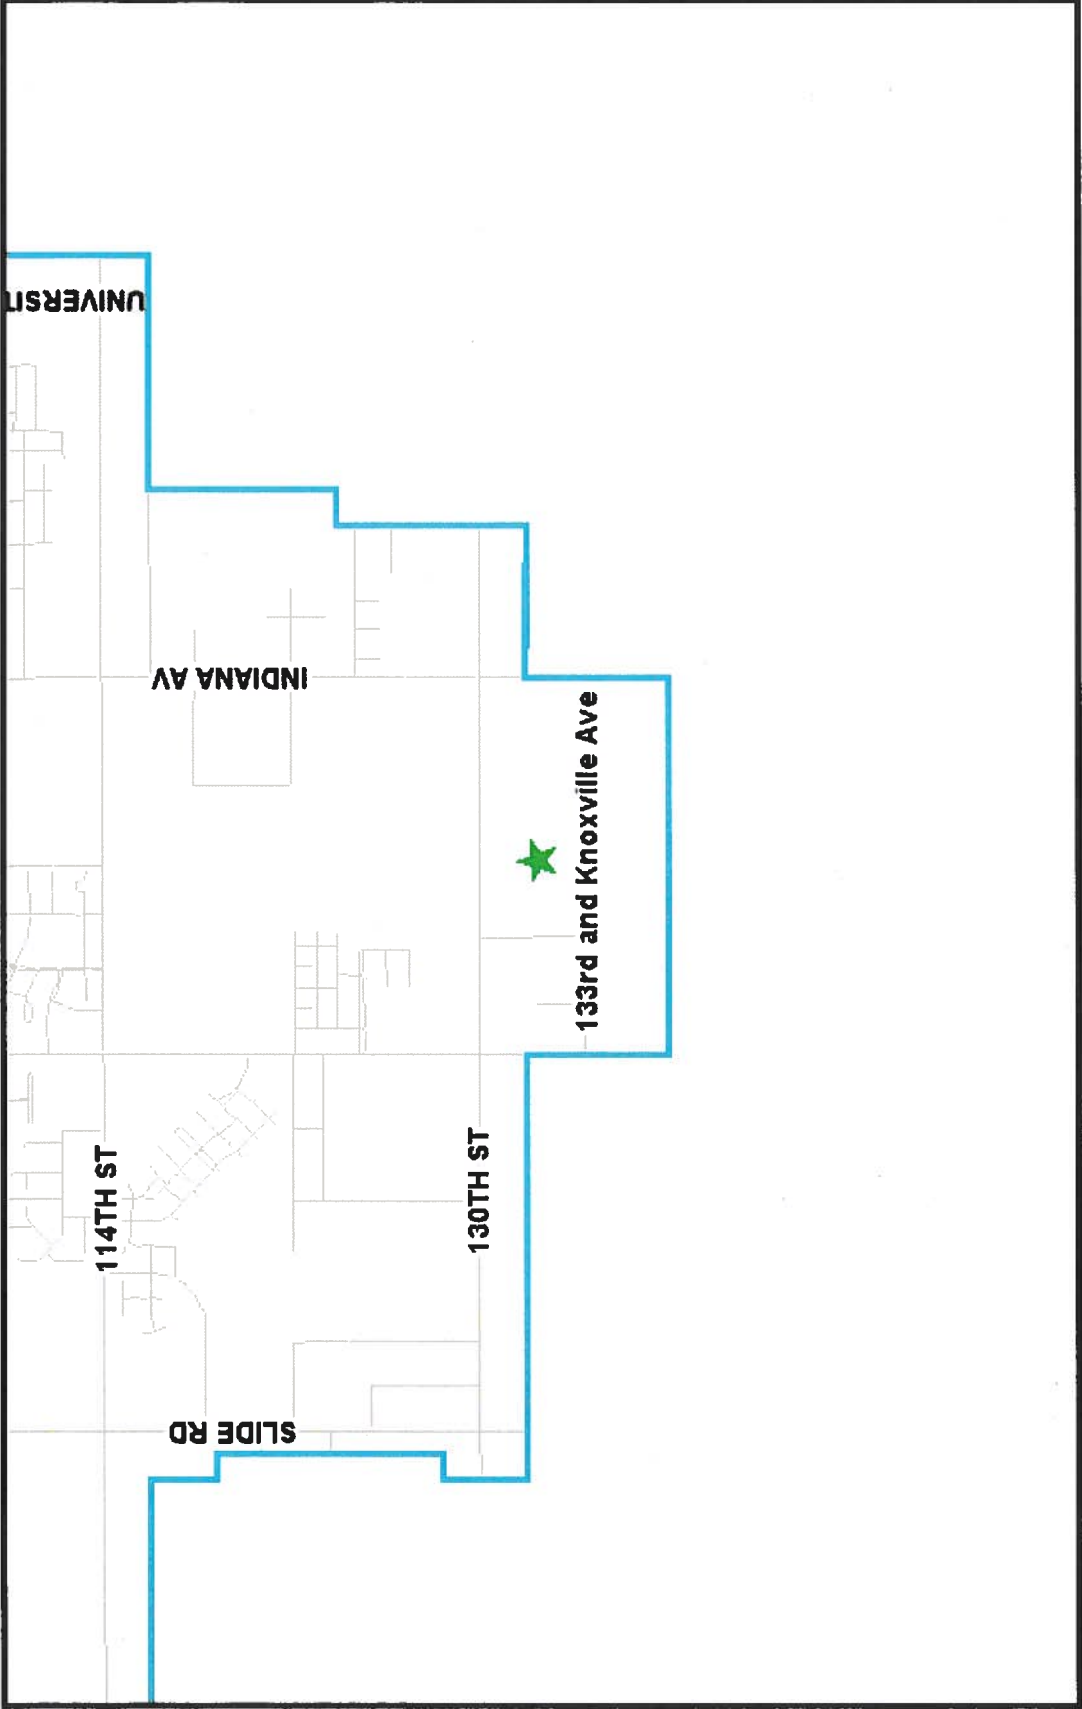 UNIVERSIT
INDIANA AV
133rd and Knoxville Ave
114TH ST
130TH ST
SLIDE RD